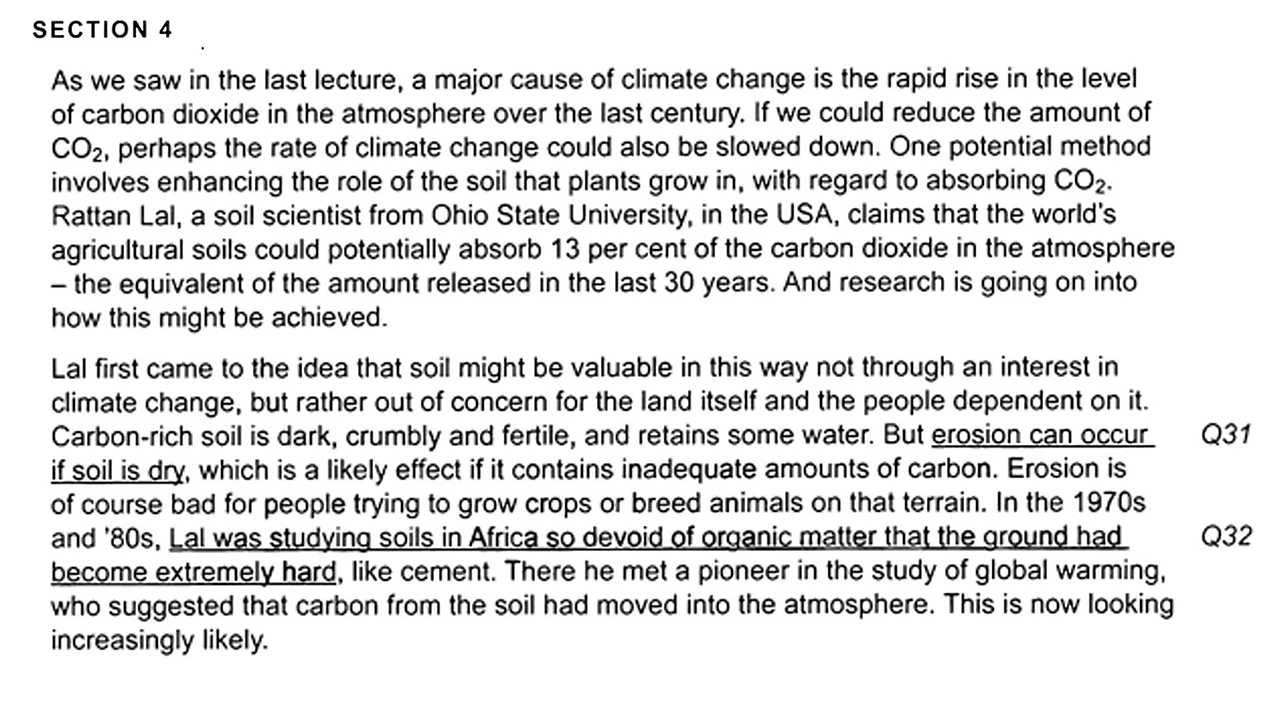 SECTION 4
As we saw in the last lecture, a major cause of climate change is the rapid rise in the level
of carbon dioxide in the atmosphere over the last century. If we could reduce the amount of
CO₂, perhaps the rate of climate change could also be slowed down. One potential method
involves enhancing the role of the soil that plants grow in, with regard to absorbing CO₂.
Rattan Lal, a soil scientist from Ohio State University, in the USA, claims that the world's
agricultural soils could potentially absorb 13 per cent of the carbon dioxide in the atmosphere
– the equivalent of the amount released in the last 30 years. And research is going on into
how this might be achieved.
Lal first came to the idea that soil might be valuable in this way not through an interest in
climate change, but rather out of concern for the land itself and the people dependent on it.
Carbon-rich soil is dark, crumbly and fertile, and retains some water. But erosion can occur Q31
if soil is dry, which is a likely effect if it contains inadequate amounts of carbon. Erosion is
of course bad for people trying to grow crops or breed animals on that terrain. In the 1970s
and '80s, Lal was studying soils in Africa so devoid of organic matter that the ground had Q32
become extremely hard, like cement. There he met a pioneer in the study of global warming,
who suggested that carbon from the soil had moved into the atmosphere. This is now looking
increasingly likely.